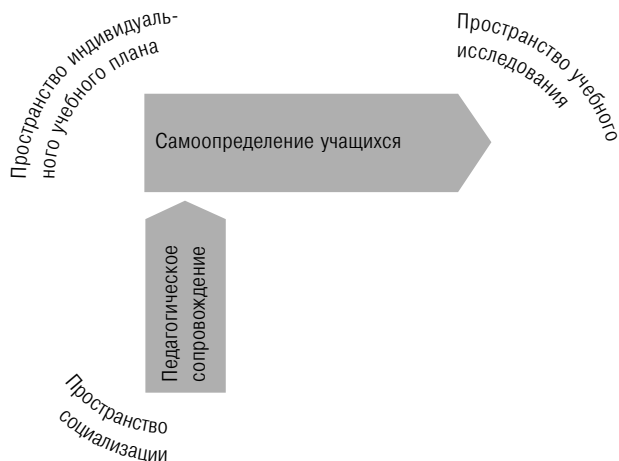 Пространство индивидуаль-
ного учебного плана
Пространство учебного
исследования
Самоопределение учащихся
Педагогическое
сопровождение
Пространство
социализации